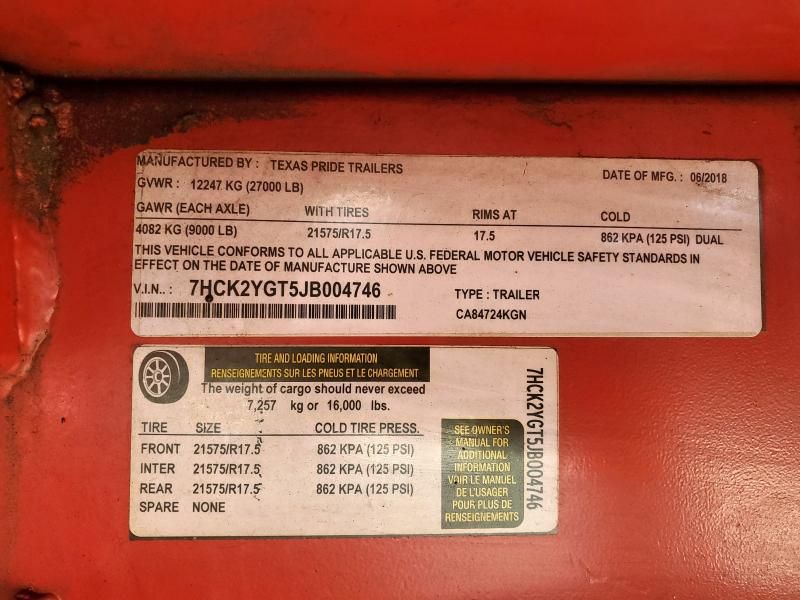 MANUFACTURED BY : TEXAS PRIDE TRAILERS
DATE OF MFG. : 06/2018
GVWR : 12247 KG (27000 LB)
GAWR (EACH AXLE) WITH TIRES RIMS AT COLD
4082 KG (9000 LB) 21575/R17.5 17.5 862 KPA (125 PSI) DUAL
THIS VEHICLE CONFORMS TO ALL APPLICABLE U.S. FEDERAL MOTOR VEHICLE SAFETY STANDARDS IN
EFFECT ON THE DATE OF MANUFACTURE SHOWN ABOVE
V.I.N.. : 7HCK2YGT5JB004746 TYPE : TRAILER
CA84724KGN
TIRE AND LOADING INFORMATION
RENSEIGNEMENTS SUR LES PNEUS ET LE CHARGEMENT
The weight of cargo should never exceed
7,257 kg or 16,000 lbs.
TIRE SIZE COLD TIRE PRESS.
FRONT 21575/R17.5 862 KPA (125 PSI)
INTER 21575/R17.5 862 KPA (125 PSI)
REAR 21575/R17.5 862 KPA (125 PSI)
SPARE NONE
SEE OWNER'S
MANUAL FOR
ADDITIONAL
INFORMATION
VOIR LE MANUEL
DE L'USAGER
POUR PLUS DE
RENSEIGNEMENTS
7HCK2YGT5JB004746